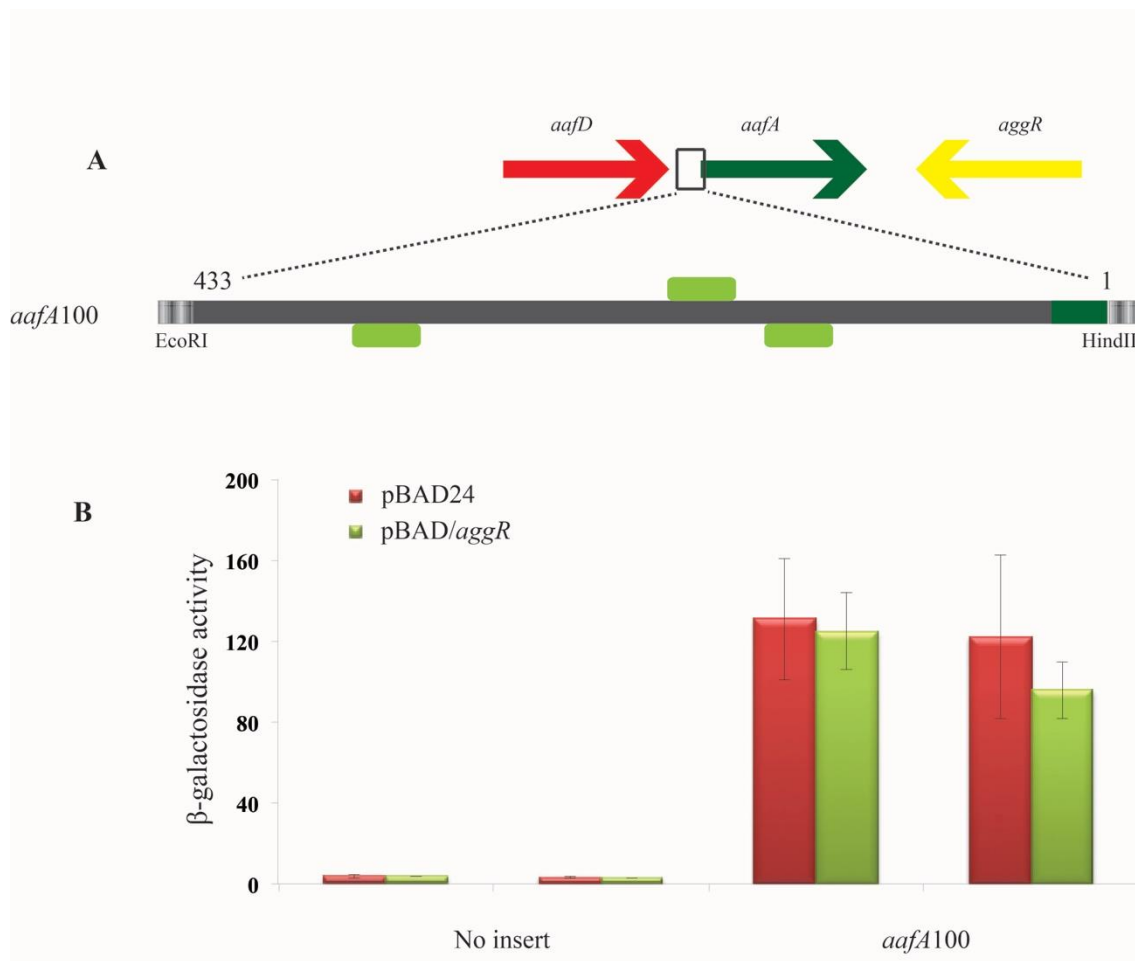 A
aafD
aafA
aggR
433
1
aafA100
EcoRI
HindII
B
200
160
120
80
40
0
β-galactosidase activity
pBAD24
pBAD/aggR
No insert
aafA100